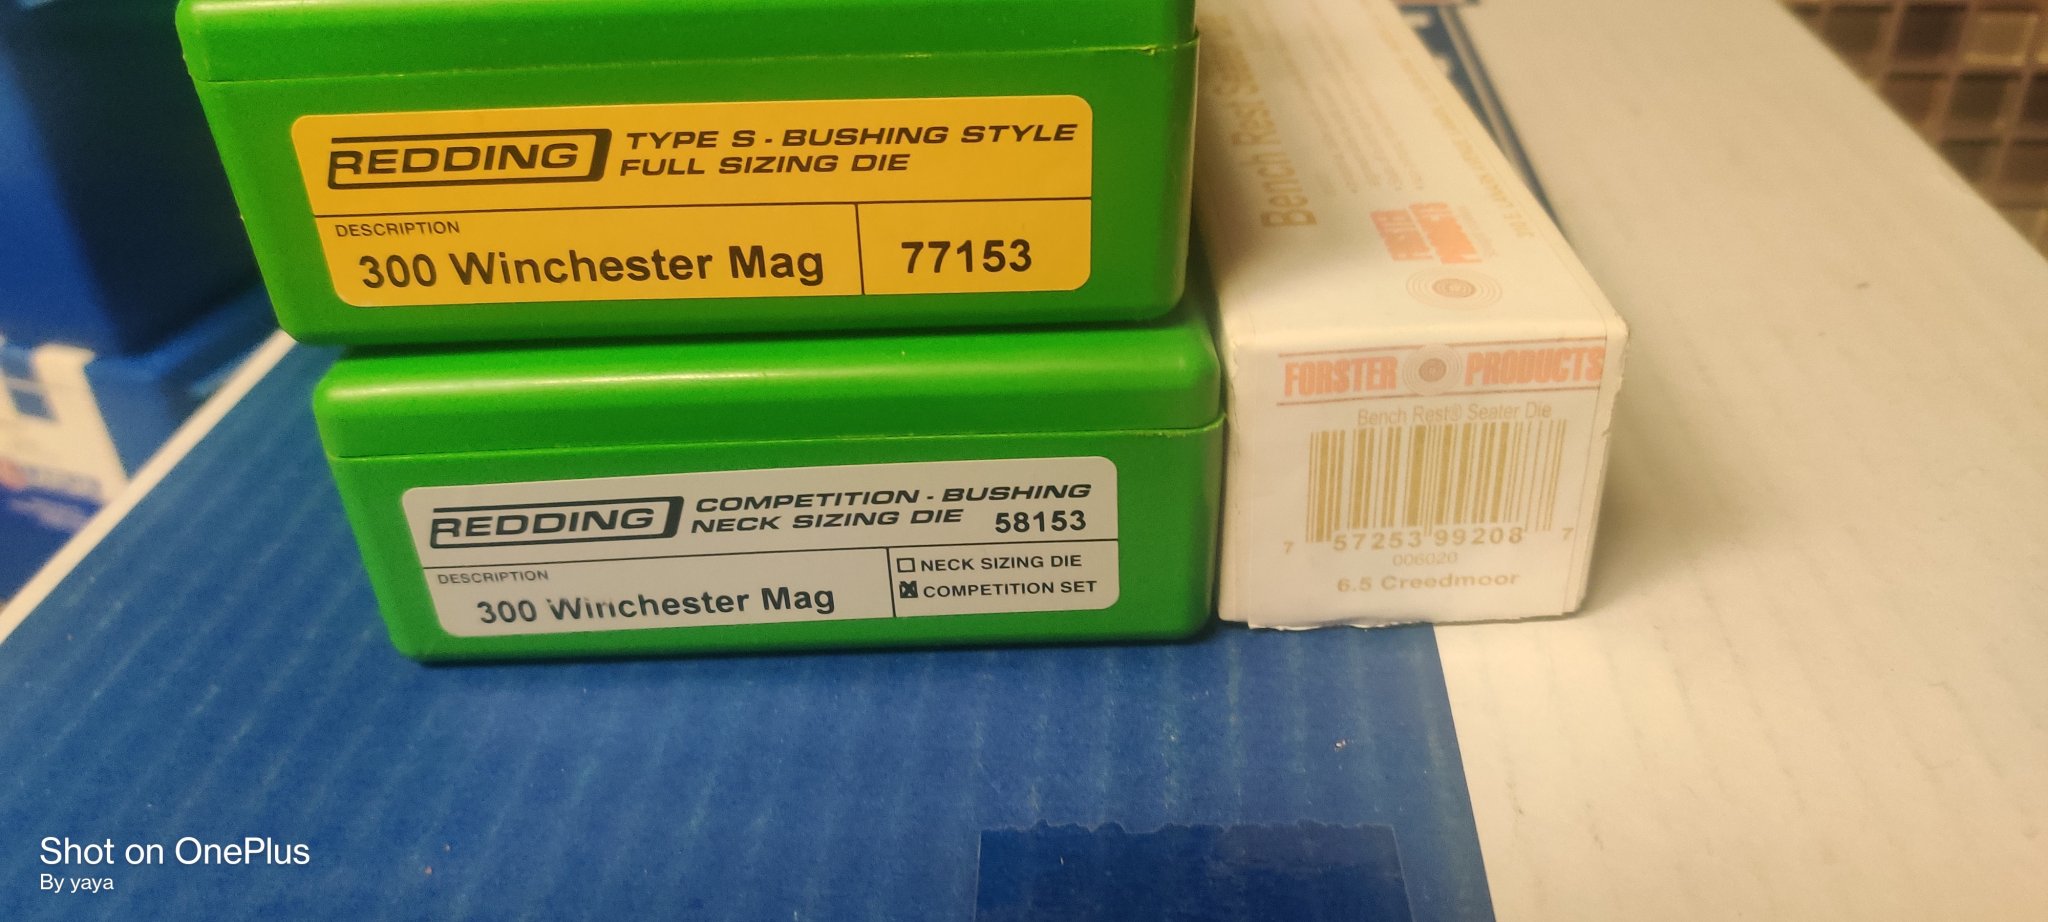 REDDING
TYPE S - BUSHING STYLE
FULL SIZING DIE
DESCRIPTION
300 Winchester Mag
77153
REDDING
COMPETITION - BUSHING
NECK SIZING DIE 58153
DESCRIPTION
300 Winchester Mag
NECK SIZING DIE
COMPETITION SET
Bench Rest
FORSTER PRODUCTS
FORSTER PRODUCTS
Bench Rest® Seater Die
7 57253 99208 7
006020
6.5 Creedmoor
Shot on OnePlus
By yaya